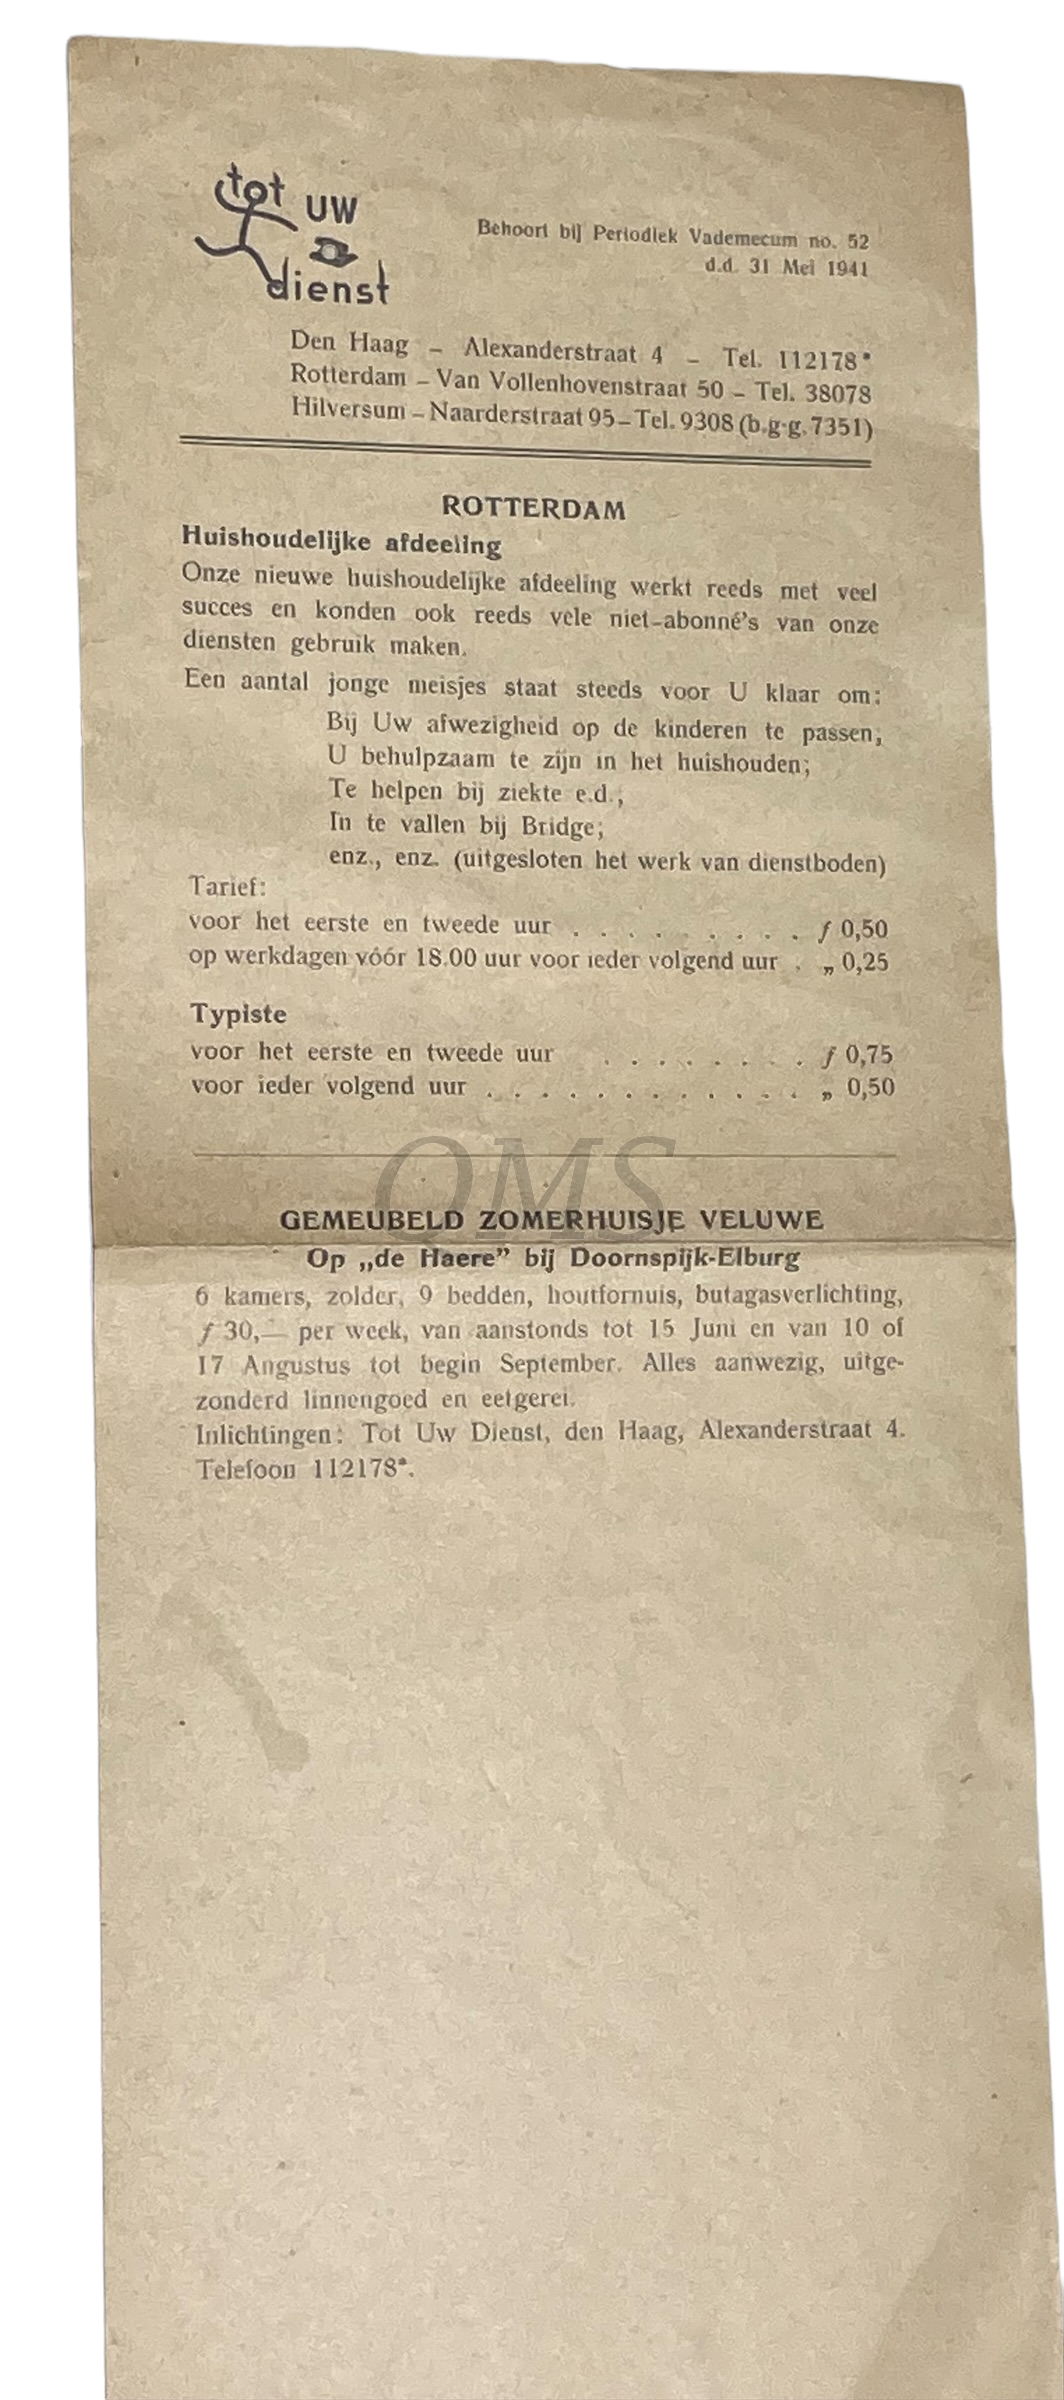 tot UW
dienst
Behoort bij Periodiek Vademecum no. 52
d.d. 31 Mei 1941
Den Haag – Alexanderstraat 4 – Tel. 112178*
Rotterdam – Van Vollenhovenstraat 50 – Tel. 38078
Hilversum – Naarderstraat 95 – Tel. 9308 (b.g.g. 7351)
ROTTERDAM
Huishoudelijke afdeeling
Onze nieuwe huishoudelijke afdeeling werkt reeds met veel
succes en konden ook reeds vele niet-abonné's van onze
diensten gebruik maken.
Een aantal jonge meisjes staat steeds voor U klaar om:
Bij Uw afwezigheid op de kinderen te passen;
U behulpzaam te zijn in het huishouden;
Te helpen bij ziekte e.d.;
In te vallen bij Bridge;
enz., enz. (uitgesloten het werk van dienstboden)
Tarief:
voor het eerste en tweede uur . . . . . . . . . ƒ 0,50
op werkdagen vóór 18.00 uur voor ieder volgend uur . „ 0,25
Typiste
voor het eerste en tweede uur . . . . . . . . ƒ 0,75
voor ieder volgend uur . . . . . . . . . . . . „ 0,50
QMS
GEMEUBELD ZOMERHUISJE VELUWE
Op „de Haere” bij Doornspijk-Elburg
6 kamers, zolder, 9 bedden, houtfornuis, butagasverlichting,
ƒ 30,— per week, van aanstonds tot 15 Juni en van 10 of
17 Angustus tot begin September. Alles aanwezig, uitge-
zonderd linnengoed en eetgerei.
Inlichtingen: Tot Uw Dienst, den Haag, Alexanderstraat 4.
Telefoon 112178*.